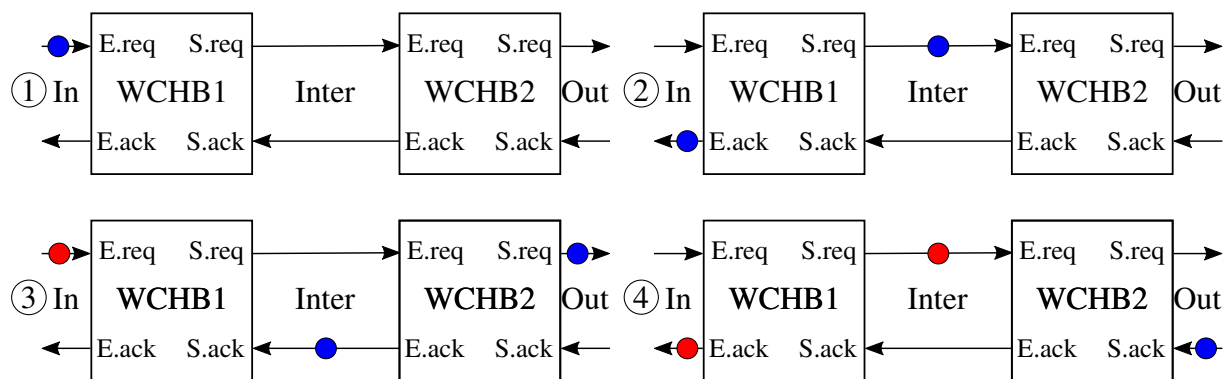 E.req S.req E.req S.req
① In WCHB1 Inter WCHB2 Out
E.ack S.ack E.ack S.ack
E.req S.req E.req S.req
② In WCHB1 Inter WCHB2 Out
E.ack S.ack E.ack S.ack
E.req S.req E.req S.req
③ In WCHB1 Inter WCHB2 Out
E.ack S.ack E.ack S.ack
E.req S.req E.req S.req
④ In WCHB1 Inter WCHB2 Out
E.ack S.ack E.ack S.ack